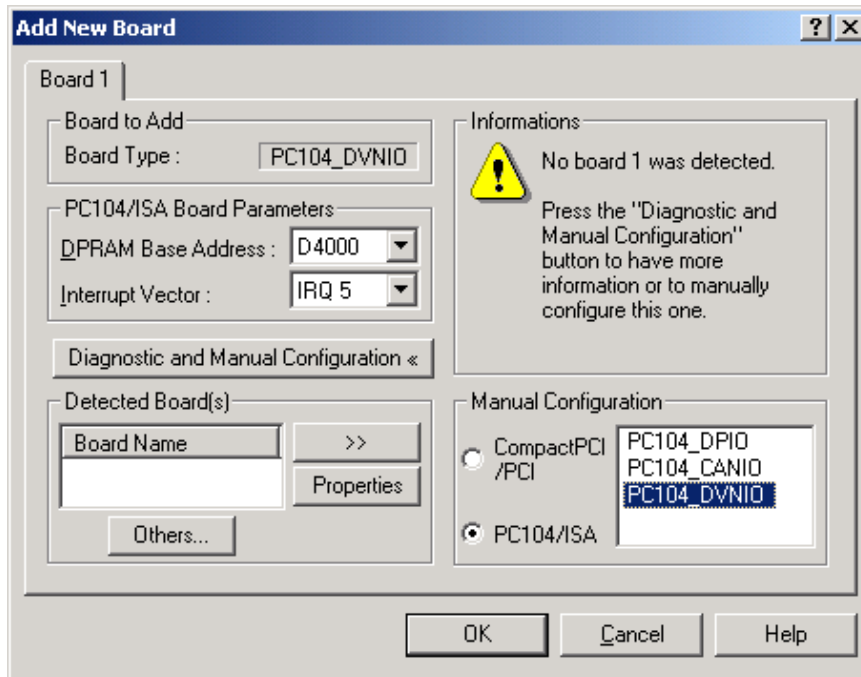 Add New Board
Board 1
Board to Add
Board Type : PC104_DVNIO
PC104/ISA Board Parameters
DPRAM Base Address : D4000
Interrupt Vector : IRQ 5
Diagnostic and Manual Configuration «
Detected Board(s)
Board Name
>>
Properties
Others...
Informations
No board 1 was detected.
Press the "Diagnostic and
Manual Configuration"
button to have more
information or to manually
configure this one.
Manual Configuration
CompactPCI
/PCI
PC104/ISA
PC104_DPIO
PC104_CANIO
PC104_DVNIO
OK
Cancel
Help